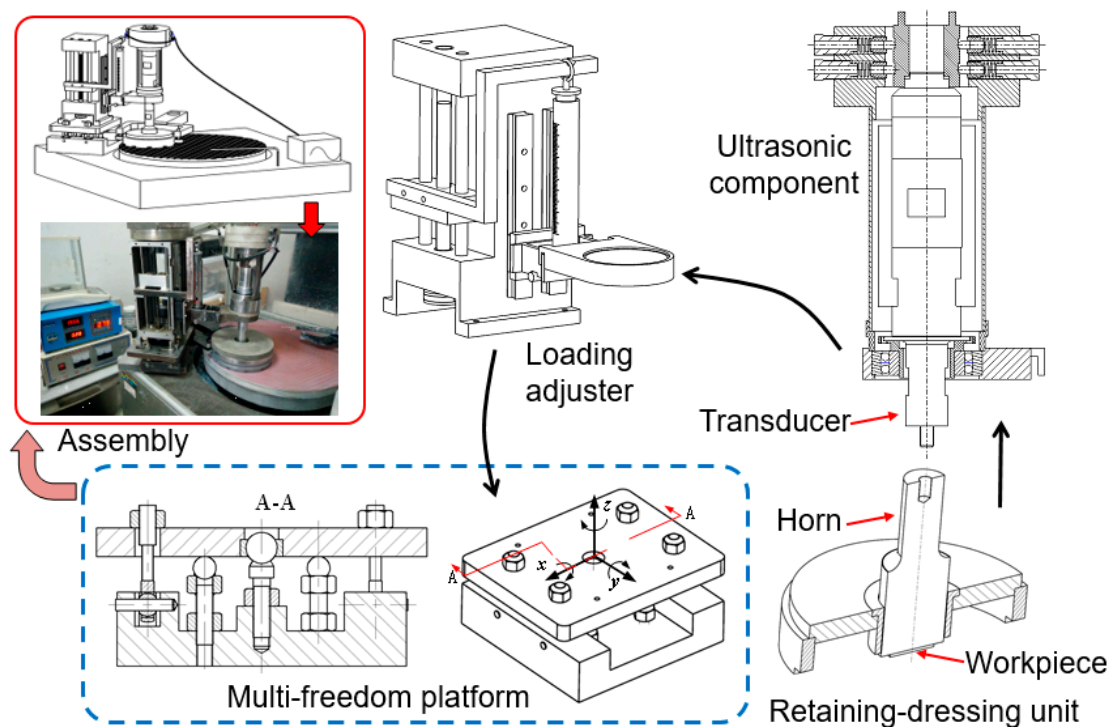 Ultrasonic
component
Loading
adjuster
Transducer
Assembly
A-A
z
A
x
y
A
Horn
Workpiece
Multi-freedom platform
Retaining-dressing unit